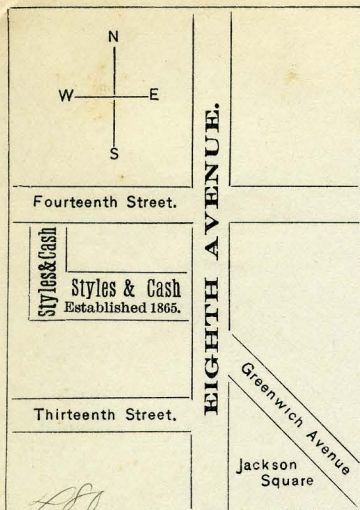 N
W E
S
EIGHTH AVENUE.
Fourteenth Street.
Styles&Cash
Styles & Cash
Established 1865.
Greenwich Avenue
Thirteenth Street.
Jackson
Square